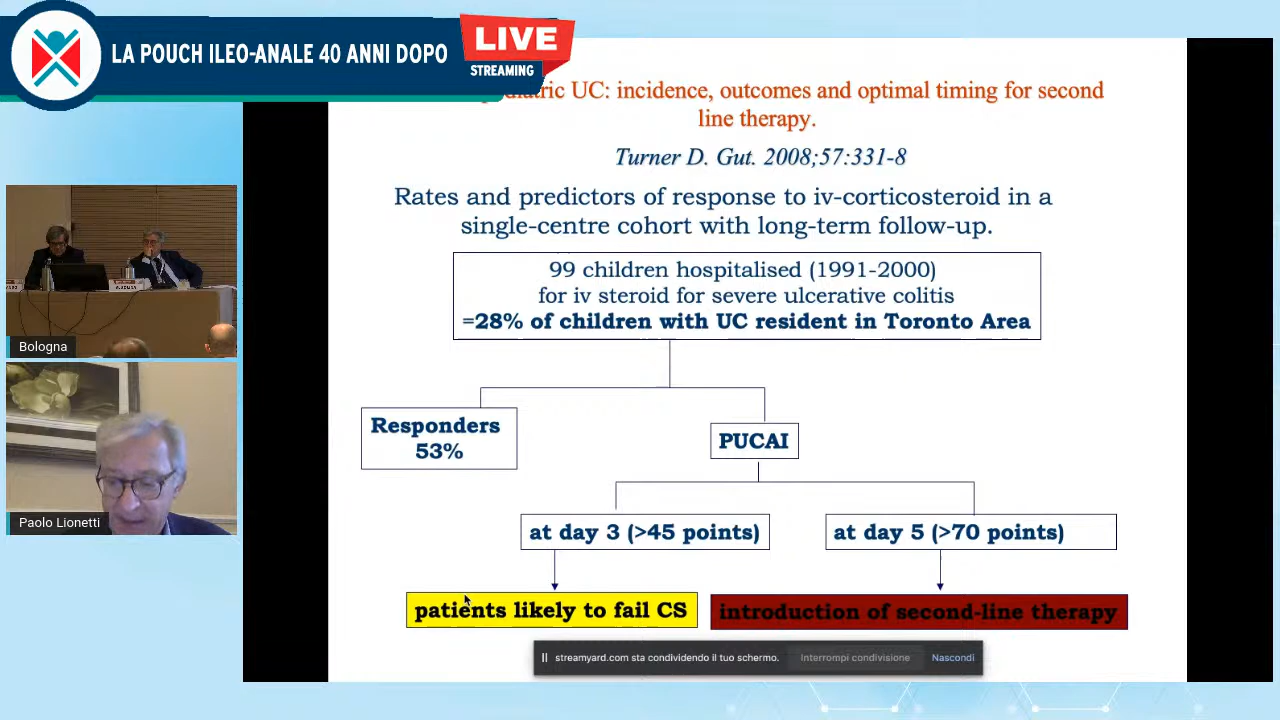 LA POUCH ILEO-ANALE 40 ANNI DOPO
LIVE
STREAMING
UC: incidence, outcomes and optimal timing for second
line therapy.
Turner D. Gut. 2008;57:331-8
Rates and predictors of response to iv-corticosteroid in a
single-centre cohort with long-term follow-up.
99 children hospitalised (1991-2000)
for iv steroid for severe ulcerative colitis
=28% of children with UC resident in Toronto Area
Responders
53%
PUCAI
at day 3 (>45 points)
at day 5 (>70 points)
patients likely to fail CS
introduction of second-line therapy
streamyard.com sta condividendo il tuo schermo.
Interrompi condivisione
Nascondi
Bologna
Paolo Lionetti